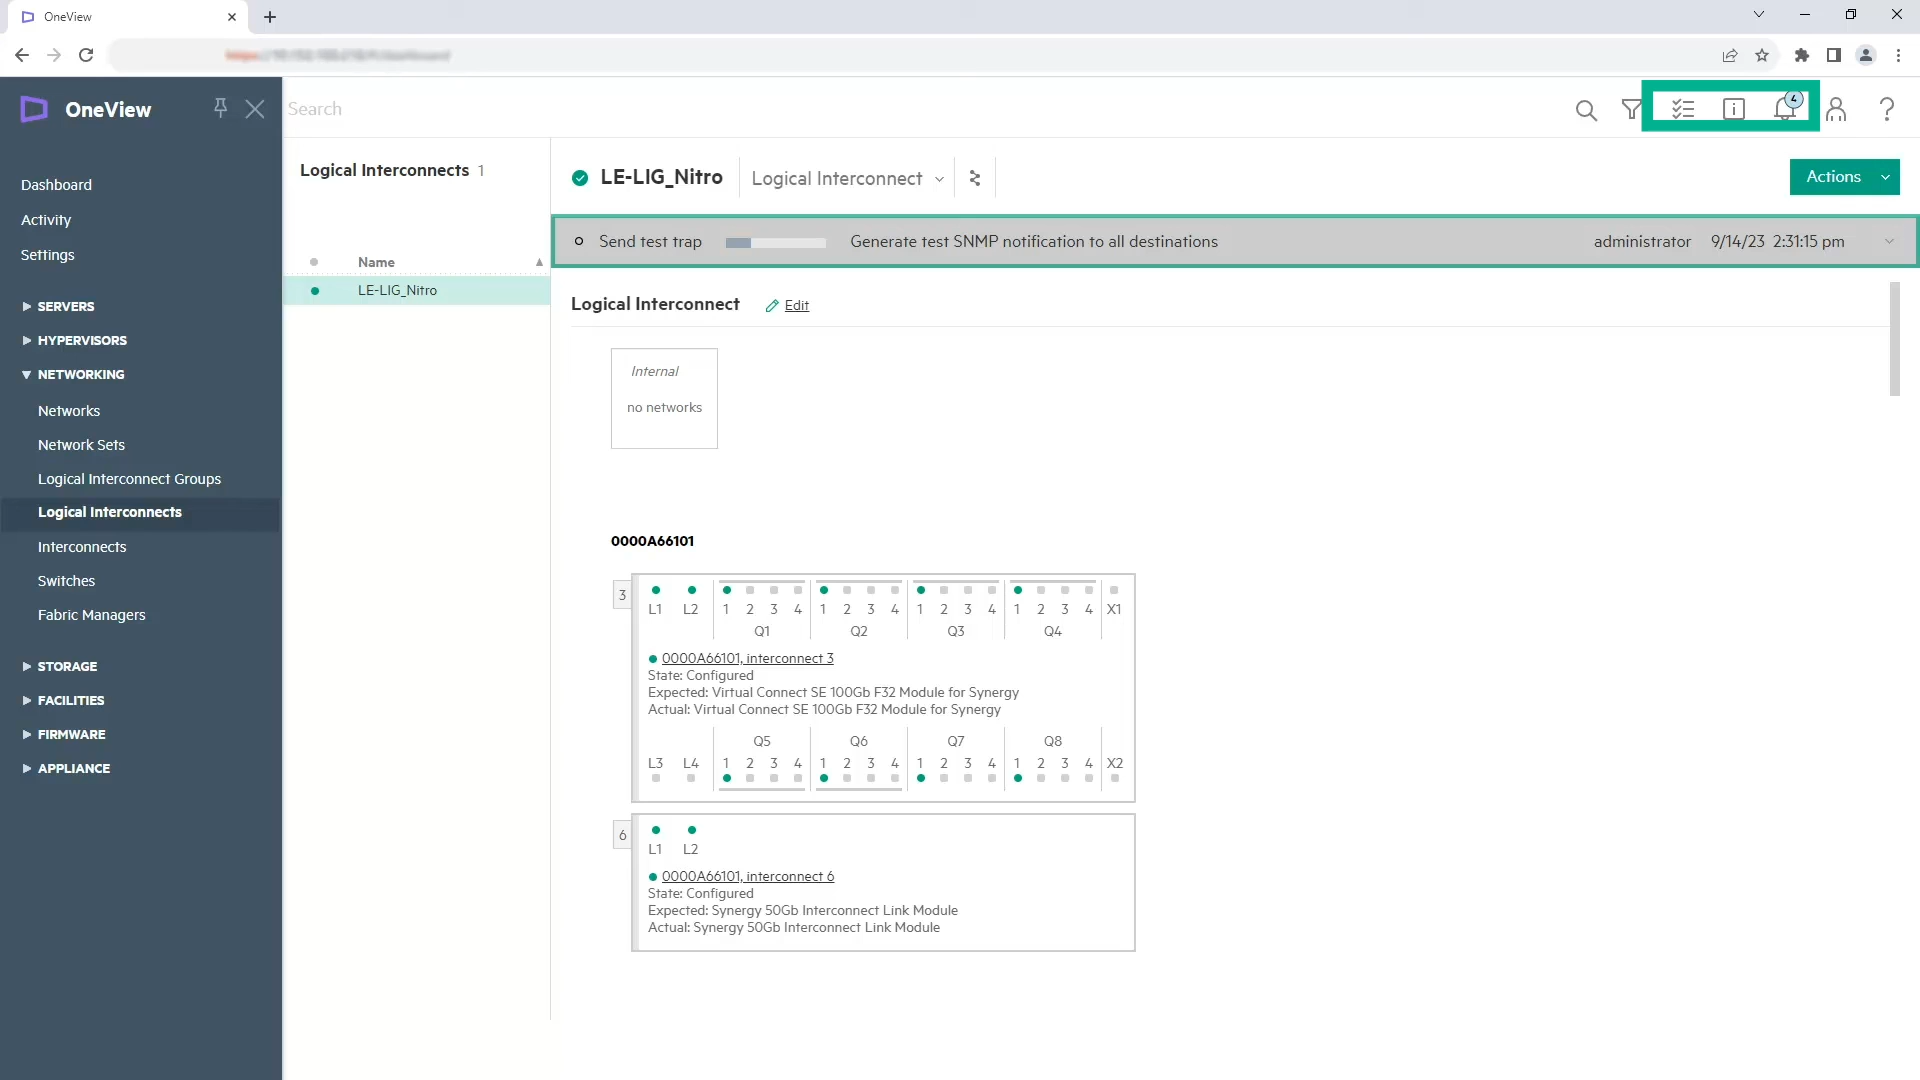 OneView
OneView
Search
4
Dashboard
Activity
Settings
SERVERS
HYPERVISORS
NETWORKING
Networks
Network Sets
Logical Interconnect Groups
Logical Interconnects
Interconnects
Switches
Fabric Managers
STORAGE
FACILITIES
FIRMWARE
APPLIANCE
Logical Interconnects 1
Name
LE-LIG_Nitro
LE-LIG_Nitro Logical Interconnect
Actions
Send test trap Generate test SNMP notification to all destinations administrator 9/14/23 2:31:15 pm
Logical Interconnect Edit
Internal
no networks
0000A66101
3
L1 L2 1 2 3 4 1 2 3 4 1 2 3 4 1 2 3 4 X1
Q1 Q2 Q3 Q4
0000A66101, interconnect 3
State: Configured
Expected: Virtual Connect SE 100Gb F32 Module for Synergy
Actual: Virtual Connect SE 100Gb F32 Module for Synergy
Q5 Q6 Q7 Q8
L3 L4 1 2 3 4 1 2 3 4 1 2 3 4 1 2 3 4 X2
6
L1 L2
0000A66101, interconnect 6
State: Configured
Expected: Synergy 50Gb Interconnect Link Module
Actual: Synergy 50Gb Interconnect Link Module